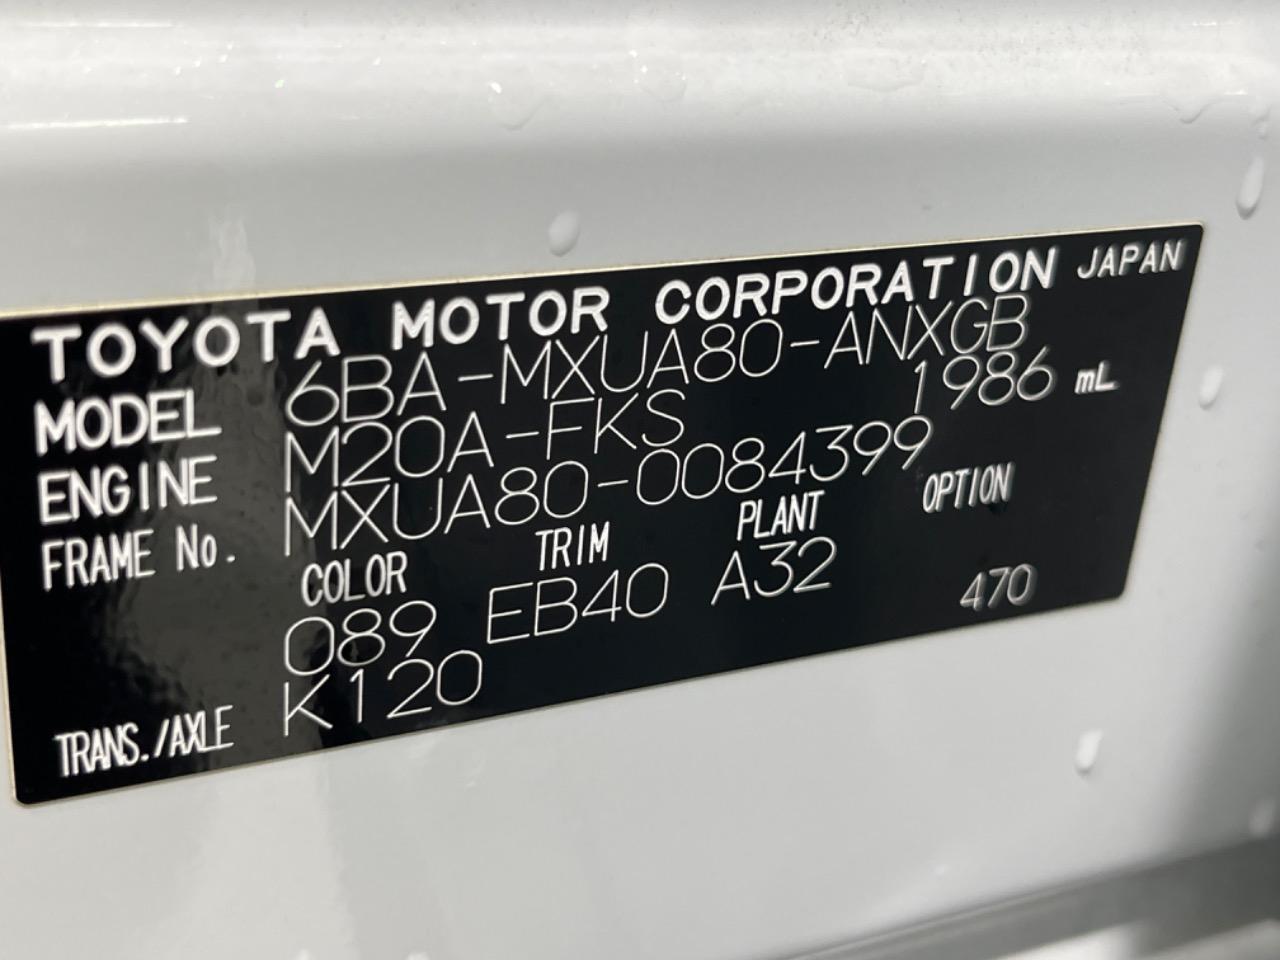 TOYOTA MOTOR CORPORATION JAPAN
MODEL 6BA-MXUA80-ANXGB
ENGINE M20A-FKS 1986 mL
FRAME No. MXUA80-0084399
COLOR TRIM PLANT OPTION
089 EB40 A32 470
TRANS./AXLE K120